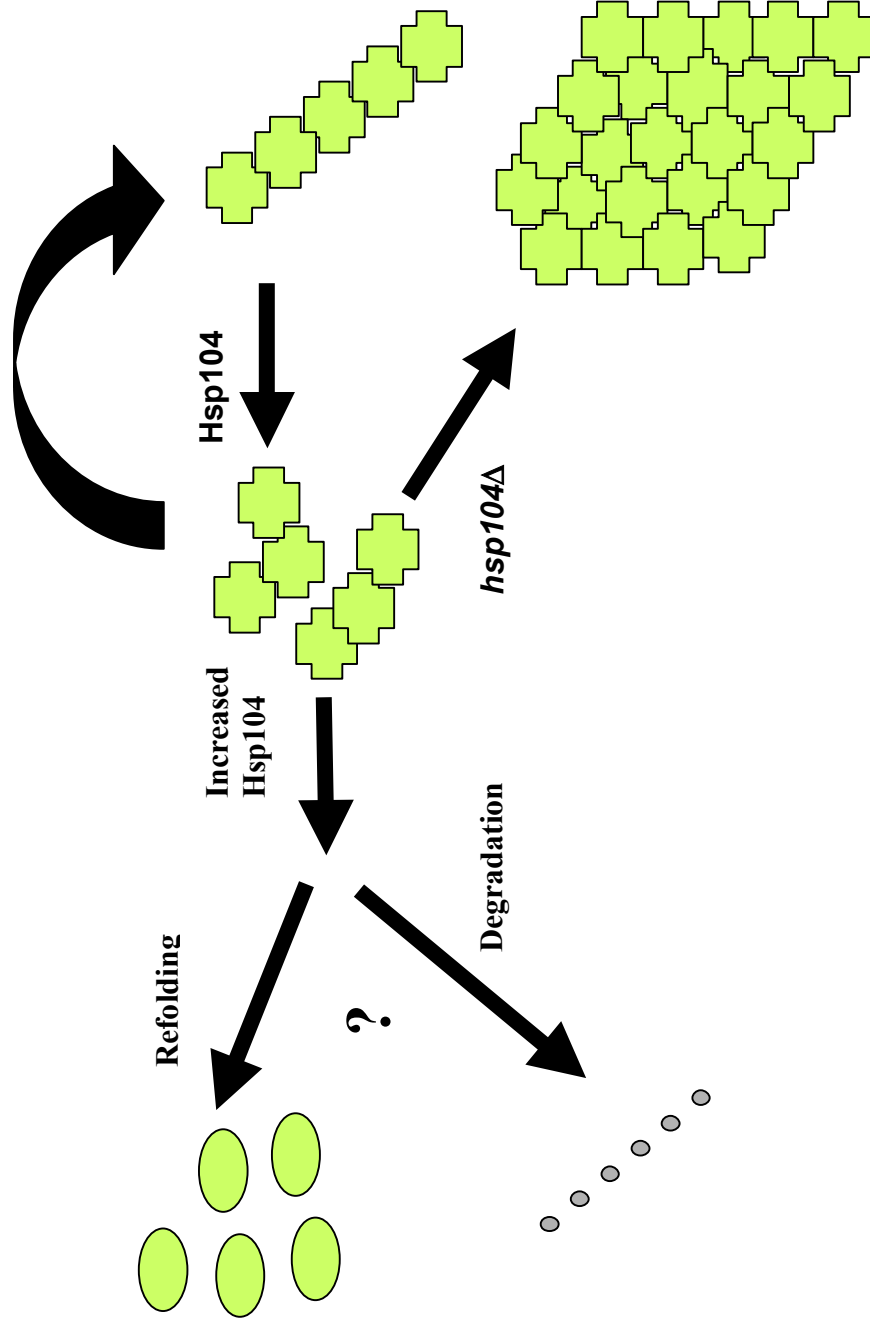 Hsp104
hsp104Δ
Increased
Hsp104
Refolding
?
Degradation